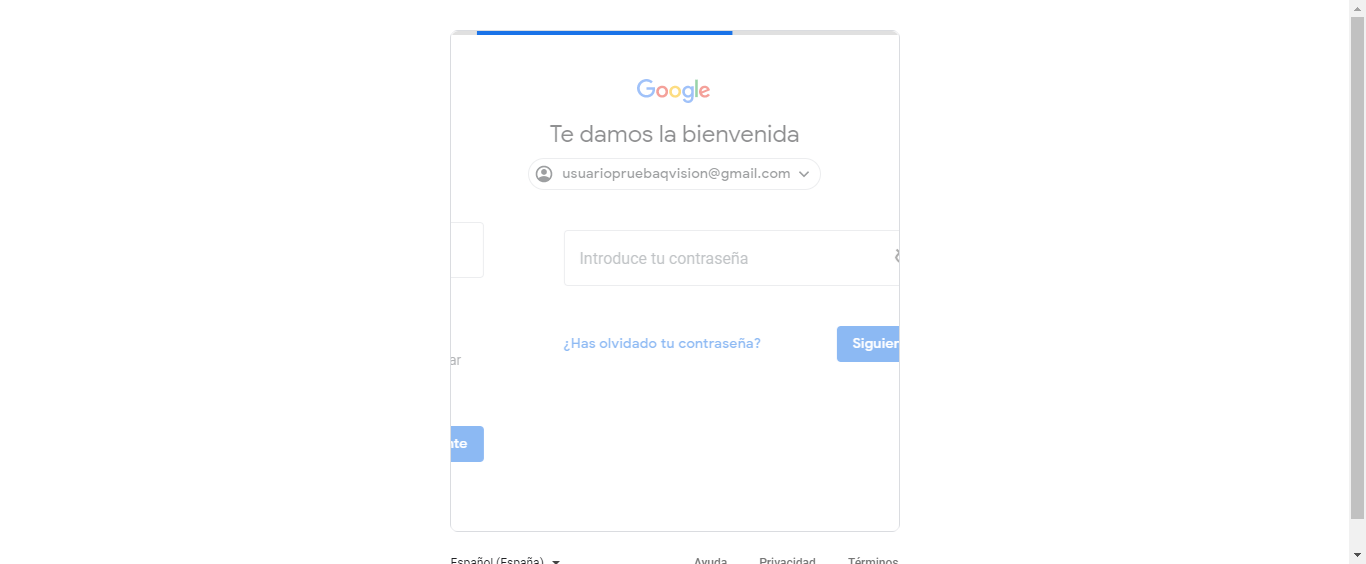 Google
Te damos la bienvenida
usuariopruebaqvision@gmail.com
Introduce tu contraseña
¿Has olvidado tu contraseña?
Siguier
ar
nte
Español (España)
Ayuda
Privacidad
Términos